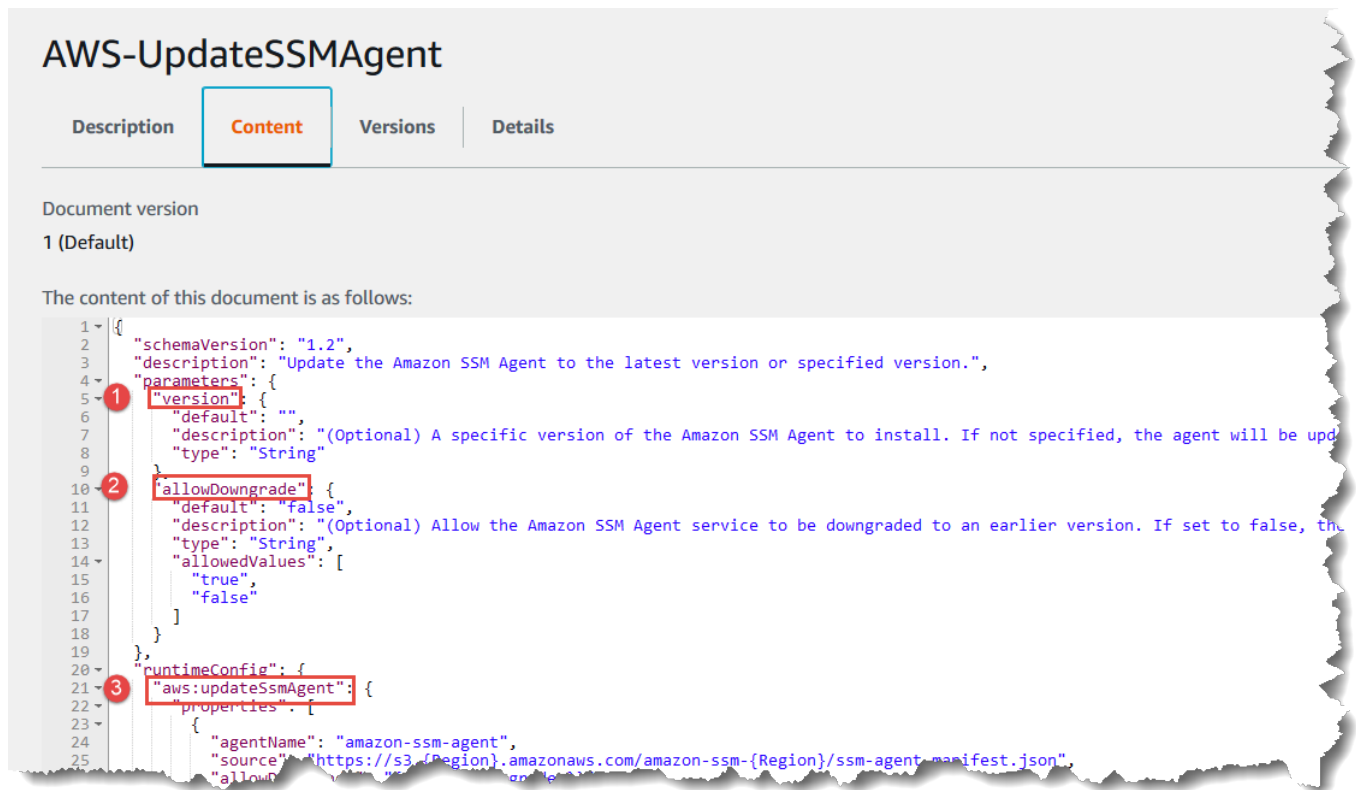 AWS-UpdateSSMAgent
Description Content Versions Details
Document version
1 (Default)
The content of this document is as follows:
1 {
2 "schemaVersion": "1.2",
3 "description": "Update the Amazon SSM Agent to the latest version or specified version.",
4 "parameters": {
5 1 "version": {
6 "default": "",
7 "description": "(Optional) A specific version of the Amazon SSM Agent to install. If not specified, the agent will be upd
8 "type": "String"
9 },
10 2 "allowDowngrade": {
11 "default": "false",
12 "description": "(Optional) Allow the Amazon SSM Agent service to be downgraded to an earlier version. If set to false, the
13 "type": "String",
14 "allowedValues": [
15 "true",
16 "false"
17 ]
18 }
19 },
20 "runtimeConfig": {
21 3 "aws:updateSsmAgent": {
22 "properties": [
23 {
24 "agentName": "amazon-ssm-agent",
25 "source": "https://s3.{Region}.amazonaws.com/amazon-ssm-{Region}/ssm-agent-manifest.json",